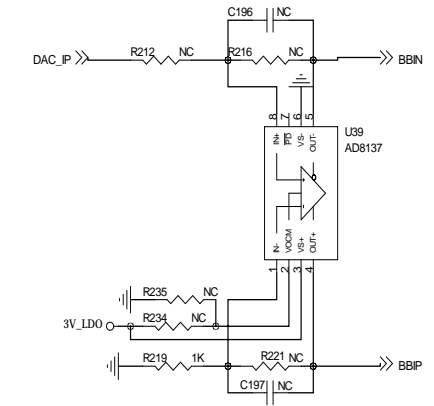 C196 NC
DAC_IP R212 NC R216 NC BBIN
8 7 6 5
IN+ PD VS- OUT-
U39
AD8137
IN- VOCM VS+ OUT+
1 2 3 4
R235 NC
3V_LDO R234 NC
R219 1K R221 NC BBIP
C197 NC